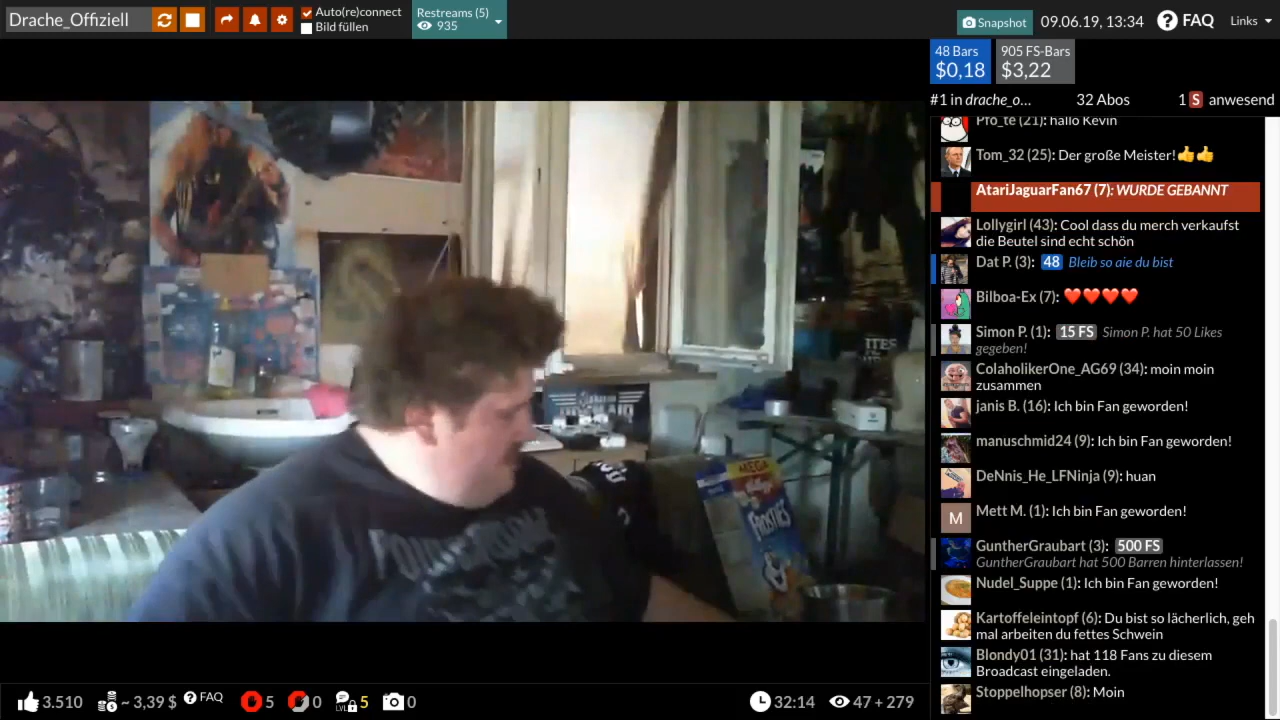 Drache_Offiziell
Auto(re)connect
Bild füllen
Restreams (5)
935
Snapshot
09.06.19, 13:34
FAQ
Links
48 Bars
$0,18
905 FS-Bars
$3,22
#1 in drache_o...
32 Abos
1 S anwesend
Pfo_te (21): hallo Kevin
Tom_32 (25): Der große Meister!👍👍
AtariJaguarFan67 (7): WURDE GEBANNT
Lollygirl (43): Cool dass du merch verkaufst
die Beutel sind echt schön
Dat P. (3): 48 Bleib so aie du bist
Bilboa-Ex (7): ❤️❤️❤️❤️
Simon P. (1): 15 FS Simon P. hat 50 Likes
gegeben!
ColaholikerOne_AG69 (34): moin moin
zusammen
janis B. (16): Ich bin Fan geworden!
manuschmid24 (9): Ich bin Fan geworden!
DeNnis_He_LFNinja (9): huan
M
Mett M. (1): Ich bin Fan geworden!
GuntherGraubart (3): 500 FS
GuntherGraubart hat 500 Barren hinterlassen!
Nudel_Suppe (1): Ich bin Fan geworden!
Kartoffeleintopf (6): Du bist so lächerlich, geh
mal arbeiten du fettes Schwein
Blondy01 (31): hat 118 Fans zu diesem
Broadcast eingeladen.
Stoppelhopser (8): Moin
MEGA
Kellogg's
FROSTIES
3.510
~ 3,39 $
FAQ
5
0
LVL
5
0
32:14
47 + 279